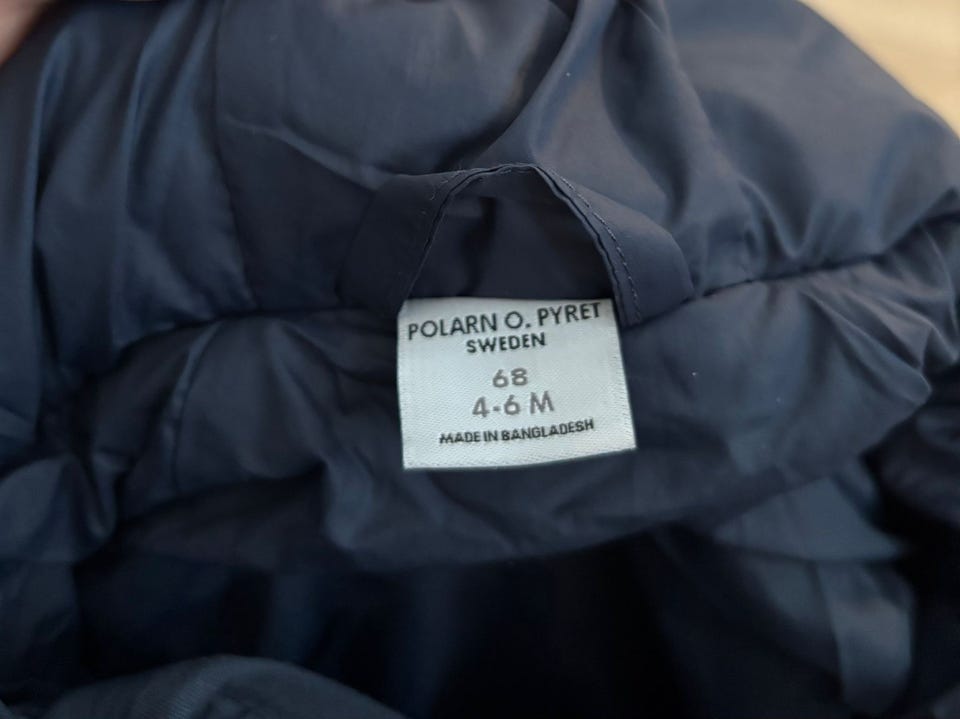 POLARN O. PYRET
SWEDEN
68
4-6 M
MADE IN BANGLADESH